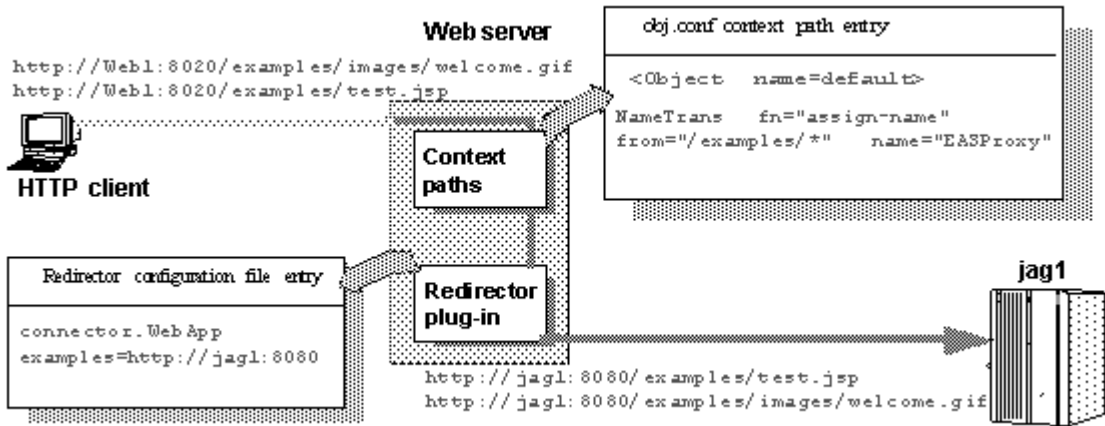 Web server
http://Web1:8020/examples/images/welcome.gif
http://Web1:8020/examples/test.jsp
HTTP client
Context
paths
obj.conf context path entry
<Object name=default>
NameTrans fn="assign-name"
from="/examples/*" name="EASProxy"
Redirector configuration file entry
connector.WebApp
examples=http://jag1:8080
Redirector
plug-in
jag1
http://jag1:8080/examples/test.jsp
http://jag1:8080/examples/images/welcome.gif